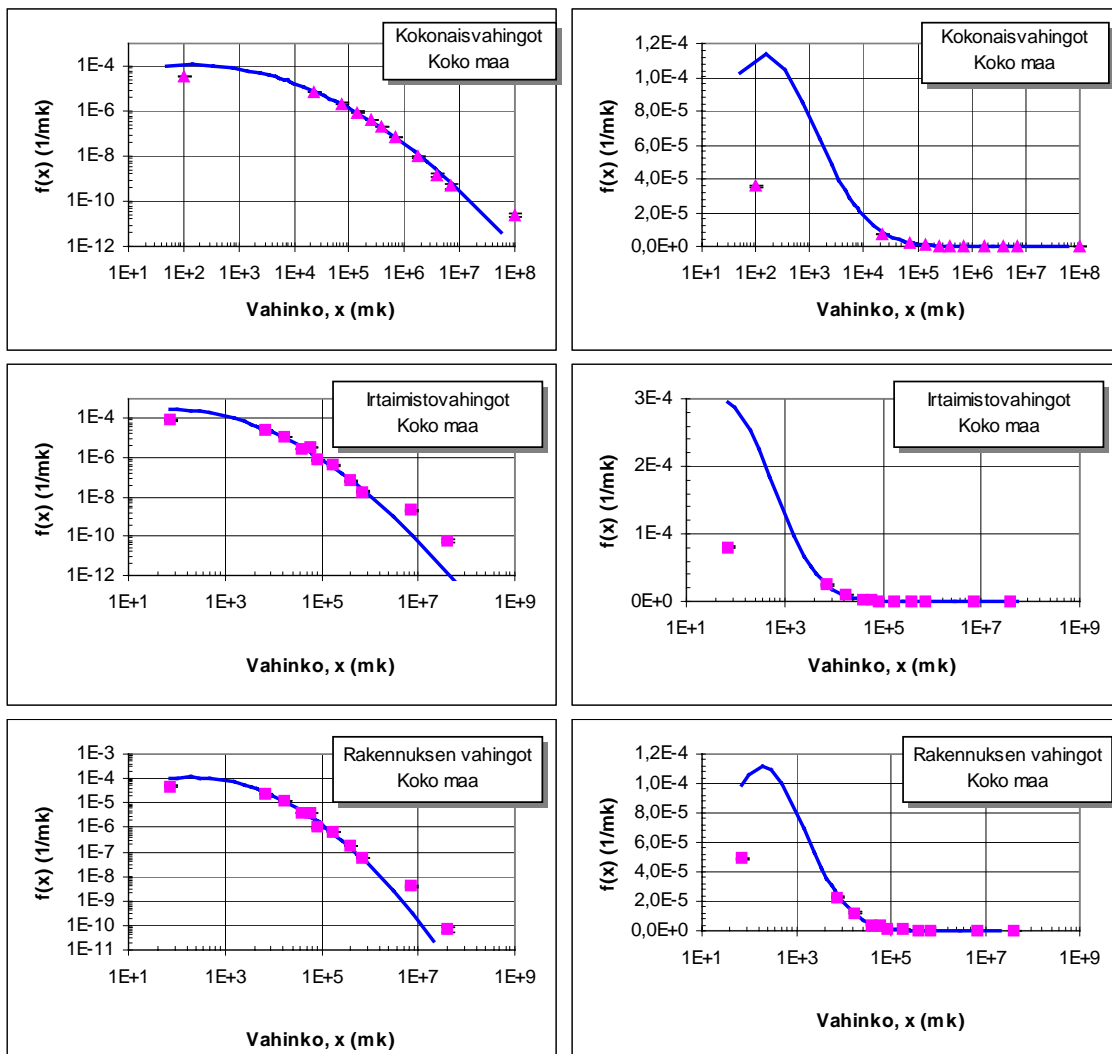 Kokonaisvahingot
Koko maa
f(x) (1/mk)
1E-4
1E-6
1E-8
1E-10
1E-12
1E+1 1E+2 1E+3 1E+4 1E+5 1E+6 1E+7 1E+8
Vahinko, x (mk)
Kokonaisvahingot
Koko maa
f(x) (1/mk)
1,2E-4
1,0E-4
8,0E-5
6,0E-5
4,0E-5
2,0E-5
0,0E+0
1E+1 1E+2 1E+3 1E+4 1E+5 1E+6 1E+7 1E+8
Vahinko, x (mk)
Irtaimistovahingot
Koko maa
f(x) (1/mk)
1E-4
1E-6
1E-8
1E-10
1E-12
1E+1 1E+3 1E+5 1E+7 1E+9
Vahinko, x (mk)
Irtaimistovahingot
Koko maa
f(x) (1/mk)
3E-4
2E-4
1E-4
0E+0
1E+1 1E+3 1E+5 1E+7 1E+9
Vahinko, x (mk)
Rakennuksen vahingot
Koko maa
f(x) (1/mk)
1E-3
1E-4
1E-5
1E-6
1E-7
1E-8
1E-9
1E-10
1E-11
1E+1 1E+3 1E+5 1E+7 1E+9
Vahinko, x (mk)
Rakennuksen vahingot
Koko maa
f(x) (1/mk)
1,2E-4
1,0E-4
8,0E-5
6,0E-5
4,0E-5
2,0E-5
0,0E+0
1E+1 1E+3 1E+5 1E+7 1E+9
Vahinko, x (mk)